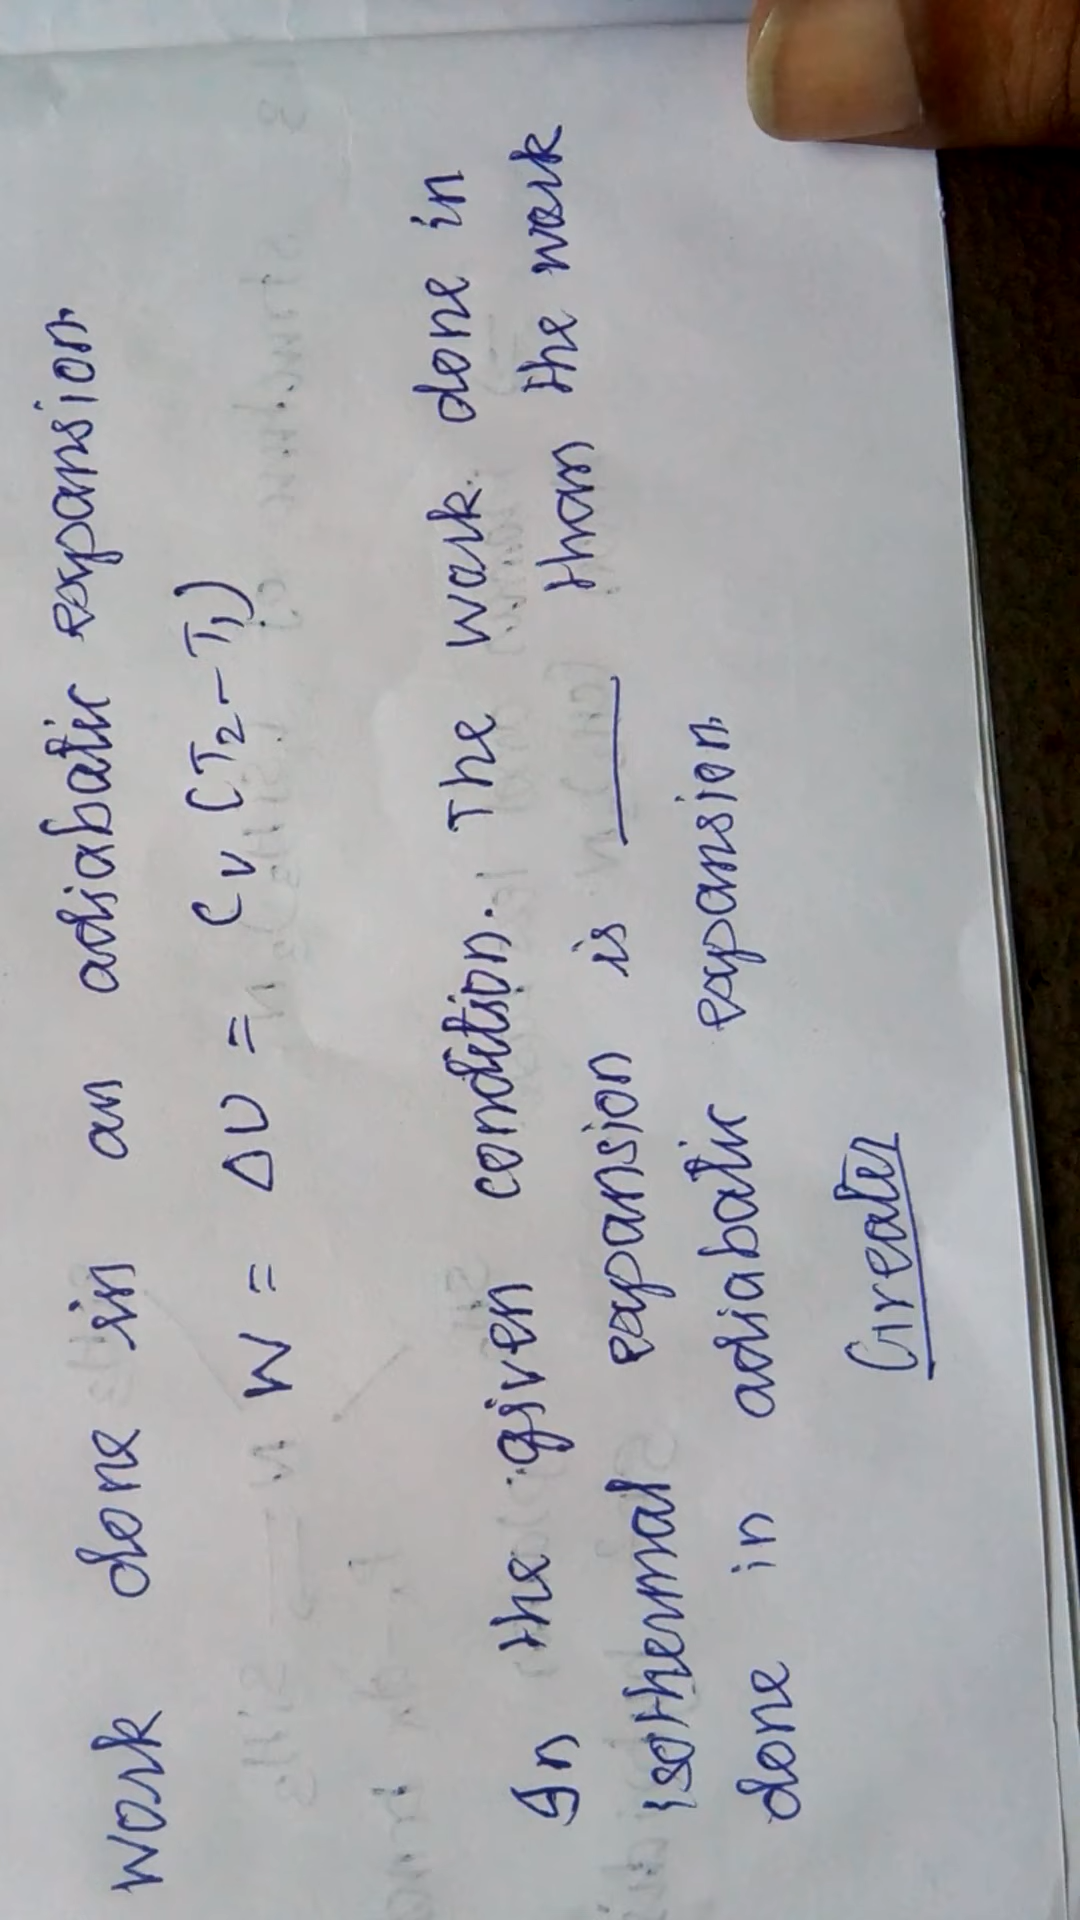 work done in an adiabatic expansion.
W = ΔU = Cv (T2 - T1)
In the given condition. The work done in
isothermal expansion is ____ than the work
done in adiabatic expansion.
Greater